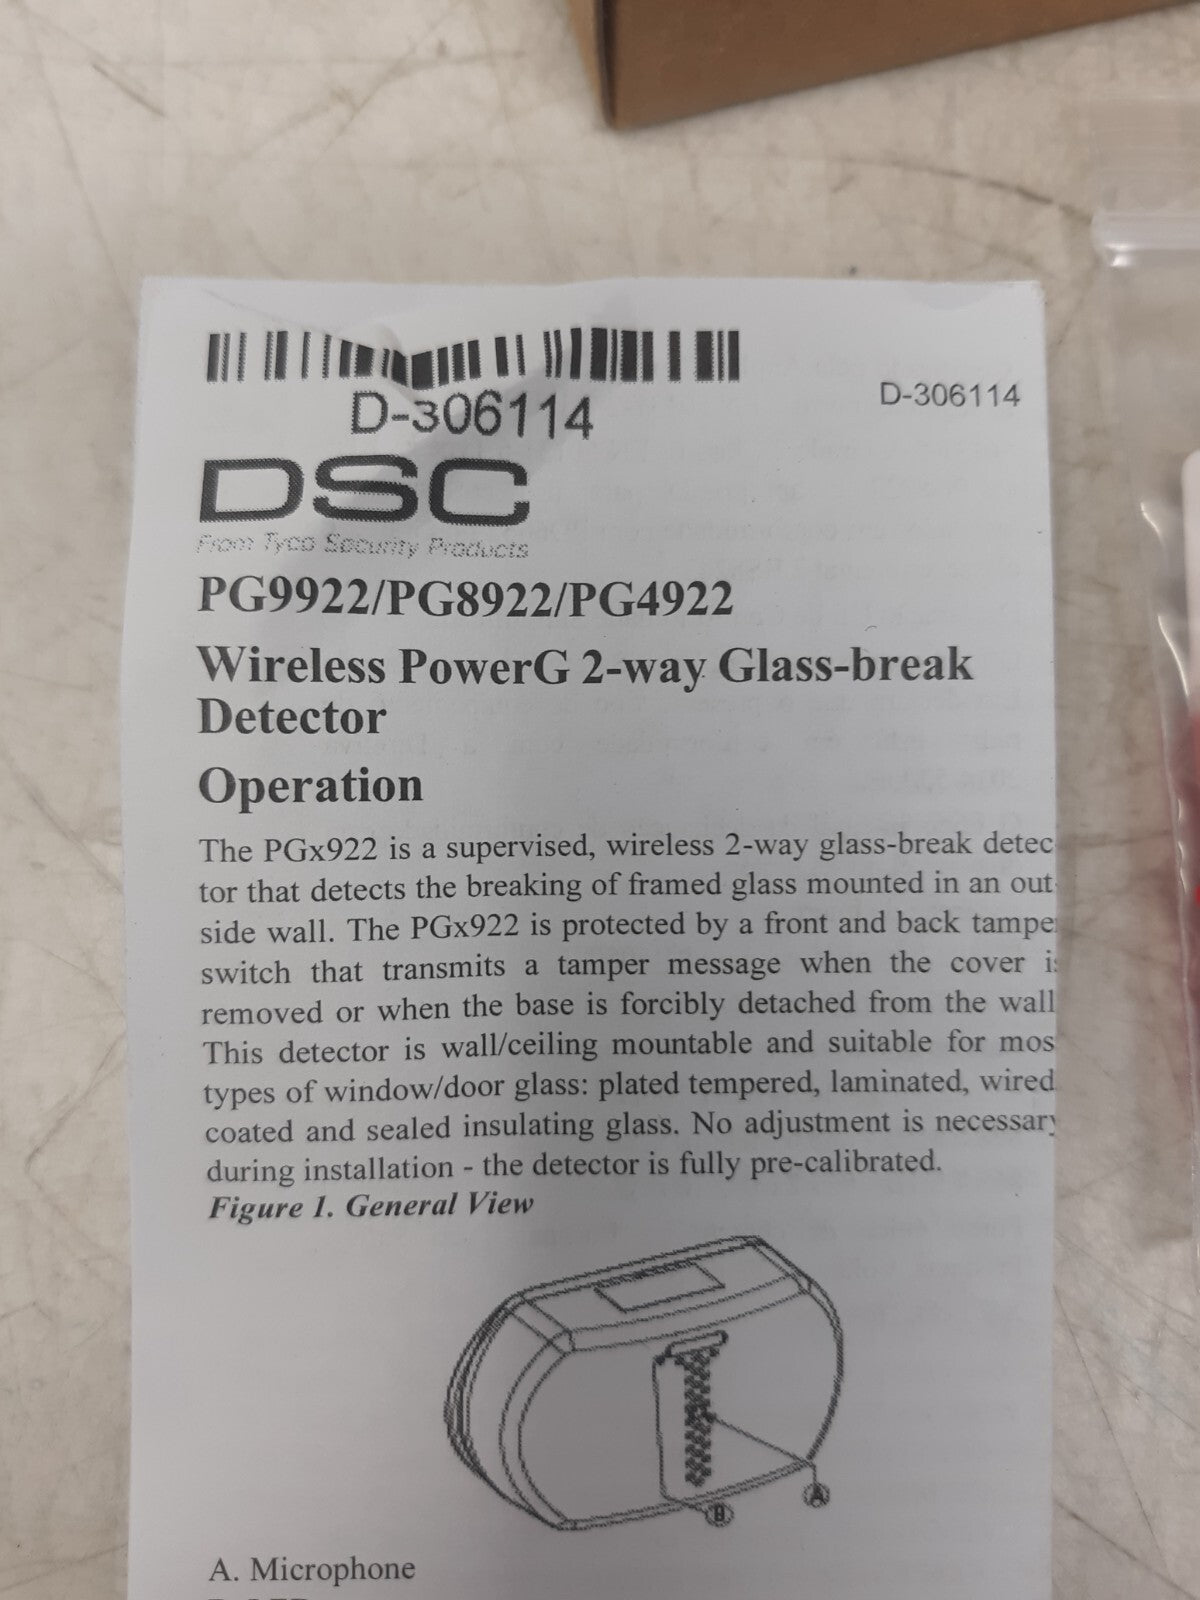 D-306114
D-306114
DSC
From Tyco Security Products
PG9922/PG8922/PG4922
Wireless PowerG 2-way Glass-break
Detector
Operation
The PGx922 is a supervised, wireless 2-way glass-break detec
tor that detects the breaking of framed glass mounted in an out-
side wall. The PGx922 is protected by a front and back tampe
switch that transmits a tamper message when the cover is
removed or when the base is forcibly detached from the wall
This detector is wall/ceiling mountable and suitable for mos
types of window/door glass: plated tempered, laminated, wired
coated and sealed insulating glass. No adjustment is necessary
during installation - the detector is fully pre-calibrated.
Figure 1. General View
A
B
A. Microphone